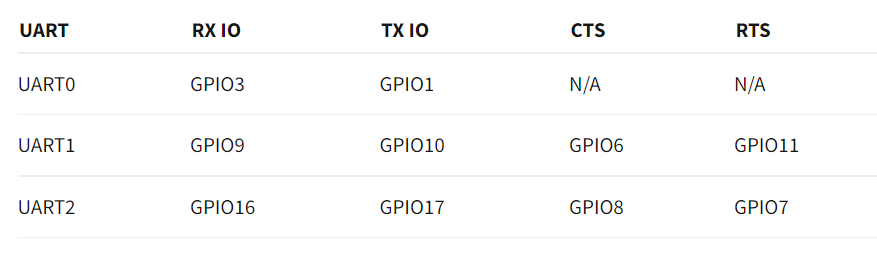 UART RX IO TX IO CTS RTS
UART0 GPIO3 GPIO1 N/A N/A
UART1 GPIO9 GPIO10 GPIO6 GPIO11
UART2 GPIO16 GPIO17 GPIO8 GPIO7